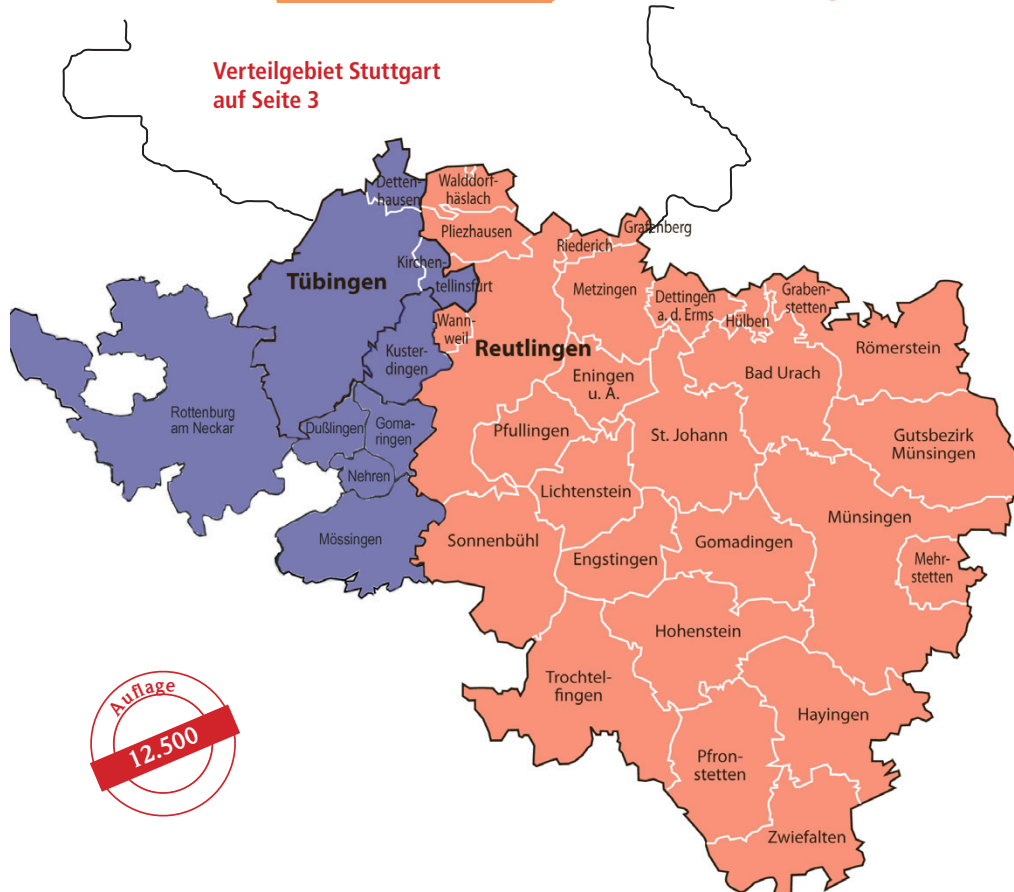 Verteilgebiet Stuttgart
auf Seite 3
Detten-
hausen
Walddorf-
häslach
Pliezhausen
Grafenberg
Riederich
Kirchen-
tellinsfurt
Tübingen
Metzingen
Dettingen
a. d. Erms
Hülben
Graben-
stetten
Wann-
weil
Reutlingen
Römerstein
Kuster-
dingen
Eningen
u. A.
Bad Urach
Rottenburg
am Neckar
Dußlingen
Goma-
ringen
Pfullingen
St. Johann
Gutsbezirk
Münsingen
Nehren
Lichtenstein
Münsingen
Mössingen
Sonnenbühl
Engstingen
Gomadingen
Mehr-
stetten
Hohenstein
Trochtel-
fingen
Hayingen
Auflage
12.500
Pfron-
stetten
Zwiefalten